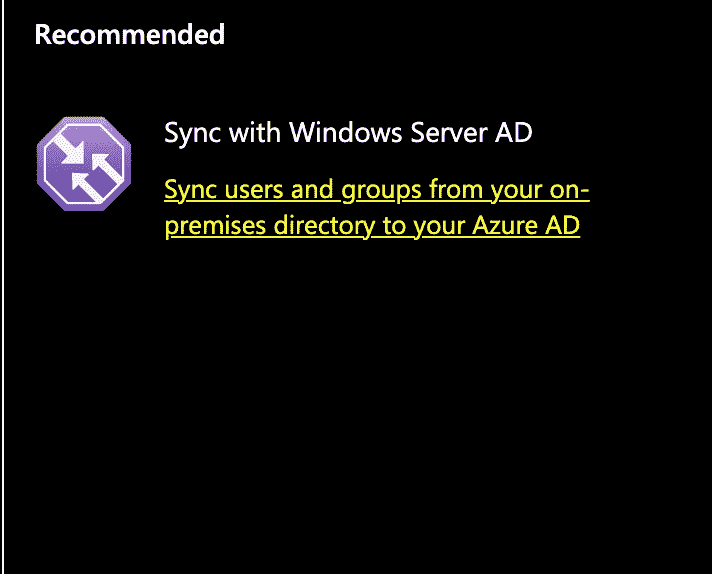 Recommended
Sync with Windows Server AD
Sync users and groups from your on-
premises directory to your Azure AD